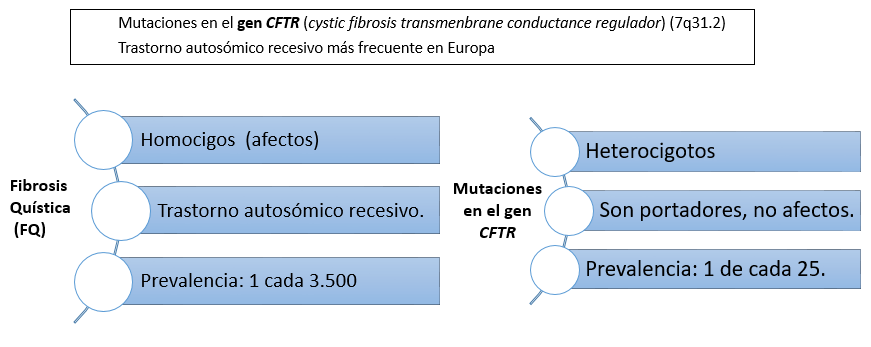 Mutaciones en el gen CFTR (cystic fibrosis transmenbrane conductance regulador) (7q31.2)
Trastorno autosómico recesivo más frecuente en Europa
Fibrosis
Quística
(FQ)
Homocigos (afectos)
Trastorno autosómico recesivo.
Prevalencia: 1 cada 3.500
Mutaciones
en el gen
CFTR
Heterocigotos
Son portadores, no afectos.
Prevalencia: 1 de cada 25.